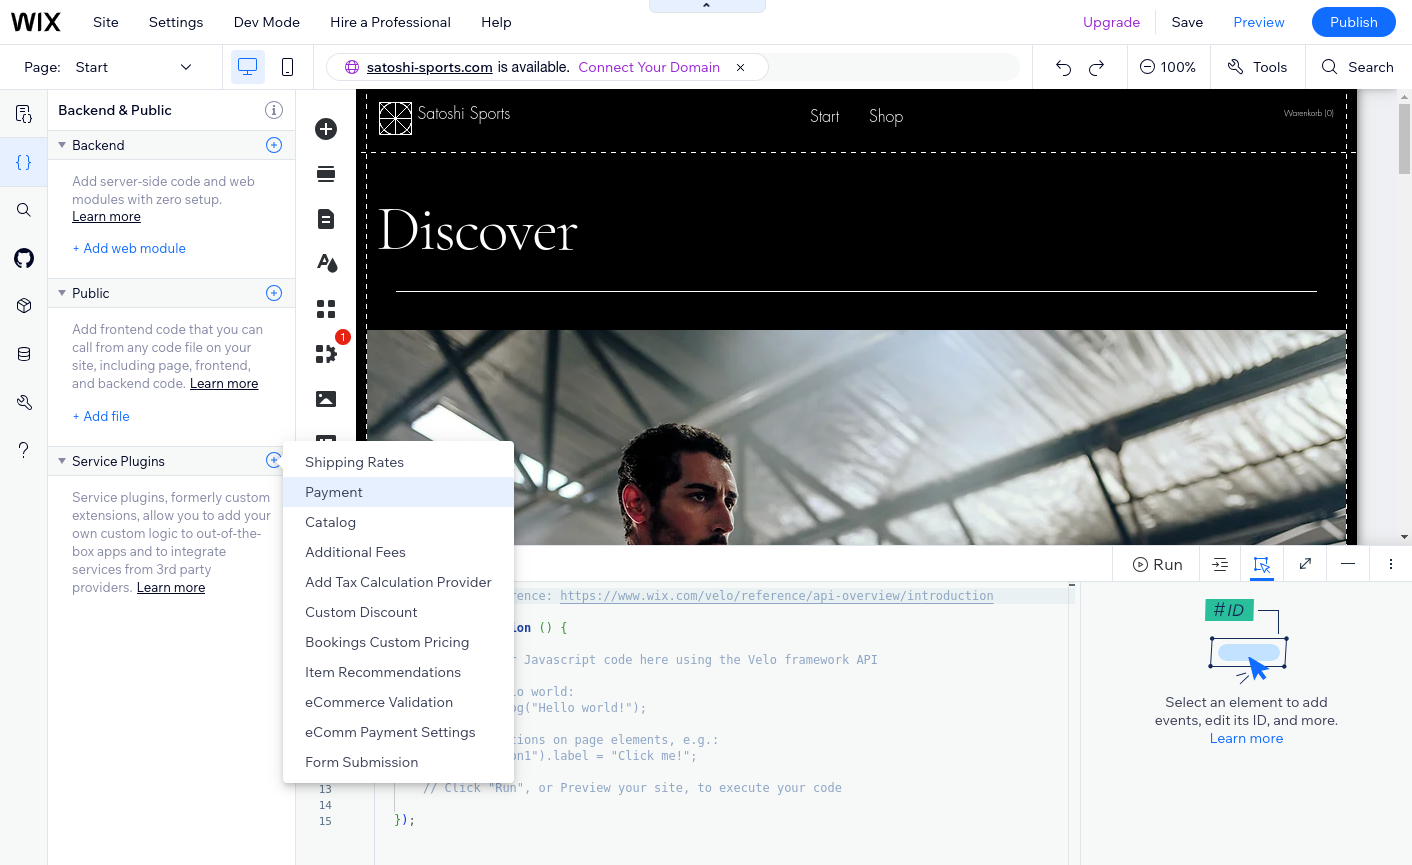 WIX
Site
Settings
Dev Mode
Hire a Professional
Help
Upgrade
Save
Preview
Publish
Page:
Start
satoshi-sports.com is available. Connect Your Domain
100%
Tools
Search
Backend & Public
Backend
Add server-side code and web
modules with zero setup.
Learn more
+ Add web module
Public
Add frontend code that you can
call from any code file on your
site, including page, frontend,
and backend code. Learn more
+ Add file
Service Plugins
Service plugins, formerly custom
extensions, allow you to add your
own custom logic to out-of-the-
box apps and to integrate
services from 3rd party
providers. Learn more
1
Satoshi Sports
Start
Shop
Warenkorb (0)
Discover
Shipping Rates
Payment
Catalog
Additional Fees
Add Tax Calculation Provider
Custom Discount
Bookings Custom Pricing
Item Recommendations
eCommerce Validation
eComm Payment Settings
Form Submission
Run
rence: https://www.wix.com/velo/reference/api-overview/introduction
ion () {
Javascript code here using the Velo framework API
lo world:
og("Hello world!");
tions on page elements, e.g.:
on1").label = "Click me!";
13 // Click "Run", or Preview your site, to execute your code
14
15 });
#ID
Select an element to add
events, edit its ID, and more.
Learn more